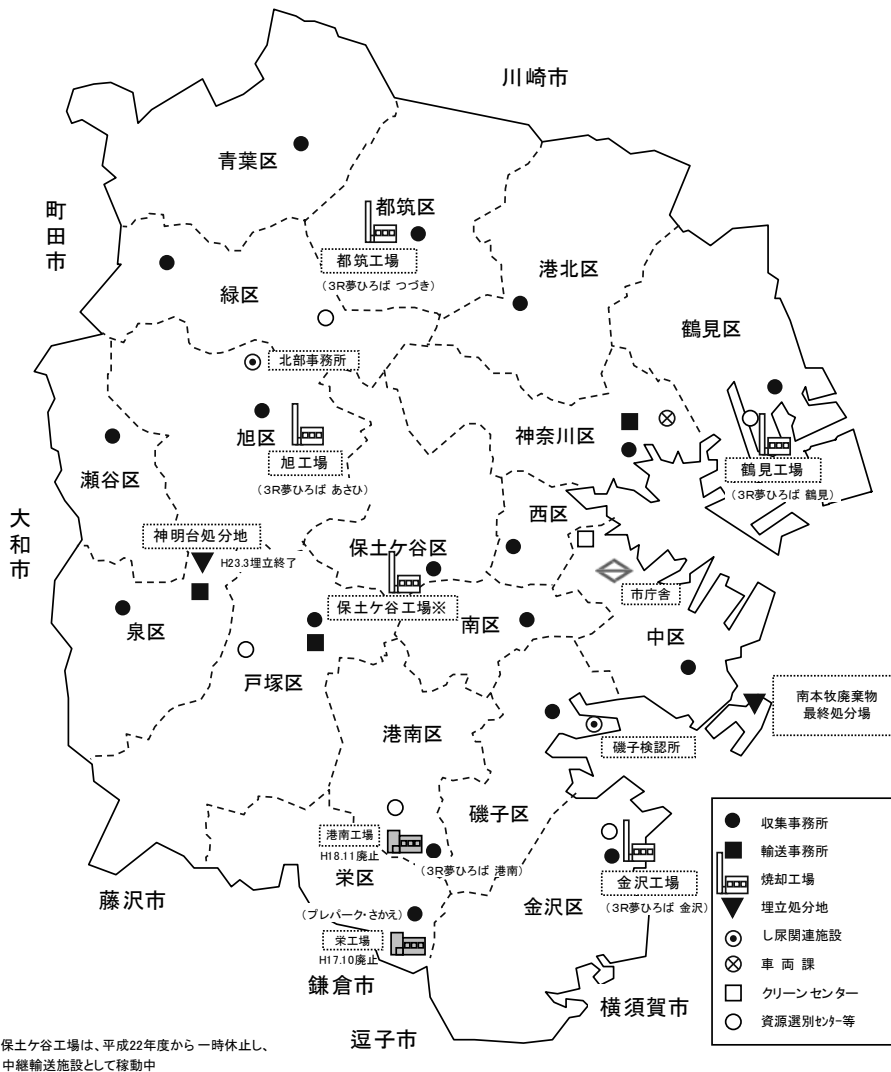 川崎市
青葉区
町田市
都筑区
都筑工場
(3R夢ひろば つづき)
港北区
緑区
鶴見区
北部事務所
旭区
神奈川区
瀬谷区
旭工場
(3R夢ひろば あさひ)
鶴見工場
(3R夢ひろば 鶴見)
大和市
西区
神明台処分地
H23.3埋立終了
保土ケ谷区
市庁舎
保土ケ谷工場※
南区
泉区
中区
戸塚区
南本牧廃棄物
最終処分場
港南区
磯子検認所
磯子区
港南工場
H18.11廃止
(3R夢ひろば 港南)
栄区
金沢工場
(3R夢ひろば 金沢)
藤沢市
金沢区
(プレパーク・さかえ)
栄工場
H17.10廃止
鎌倉市
横須賀市
逗子市
収集事務所
輸送事務所
焼却工場
埋立処分地
し尿関連施設
車両課
クリーンセンター
資源選別センター等
保土ケ谷工場は、平成22年度から一時休止し、
中継輸送施設として稼動中